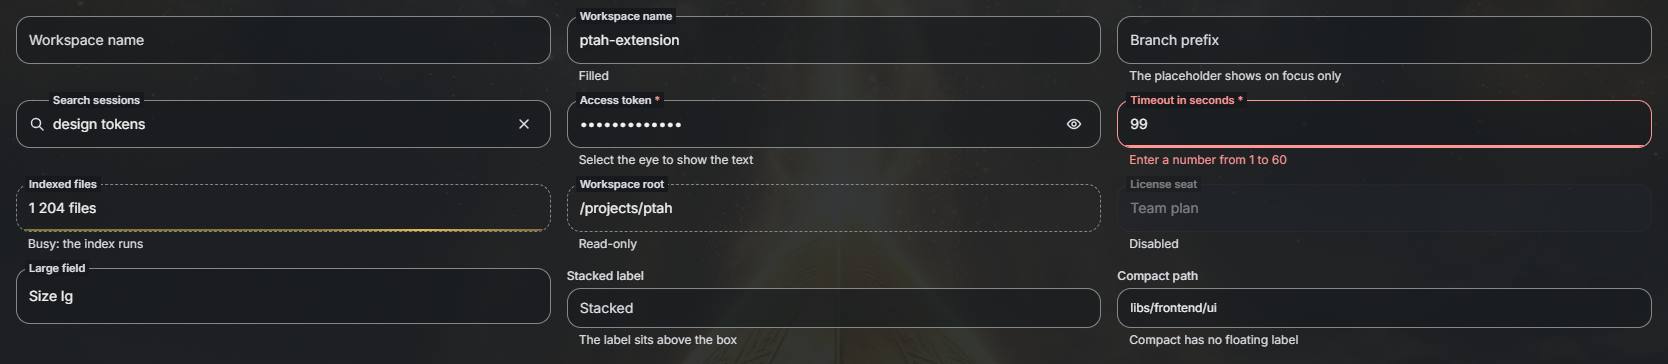 Workspace name
Workspace name
ptah-extension
Filled
Branch prefix
The placeholder shows on focus only
Search sessions
design tokens
Access token *
•••••••••••••
Select the eye to show the text
Timeout in seconds *
99
Enter a number from 1 to 60
Indexed files
1 204 files
Busy: the index runs
Workspace root
/projects/ptah
Read-only
License seat
Team plan
Disabled
Large field
Size lg
Stacked label
Stacked
The label sits above the box
Compact path
libs/frontend/ui
Compact has no floating label